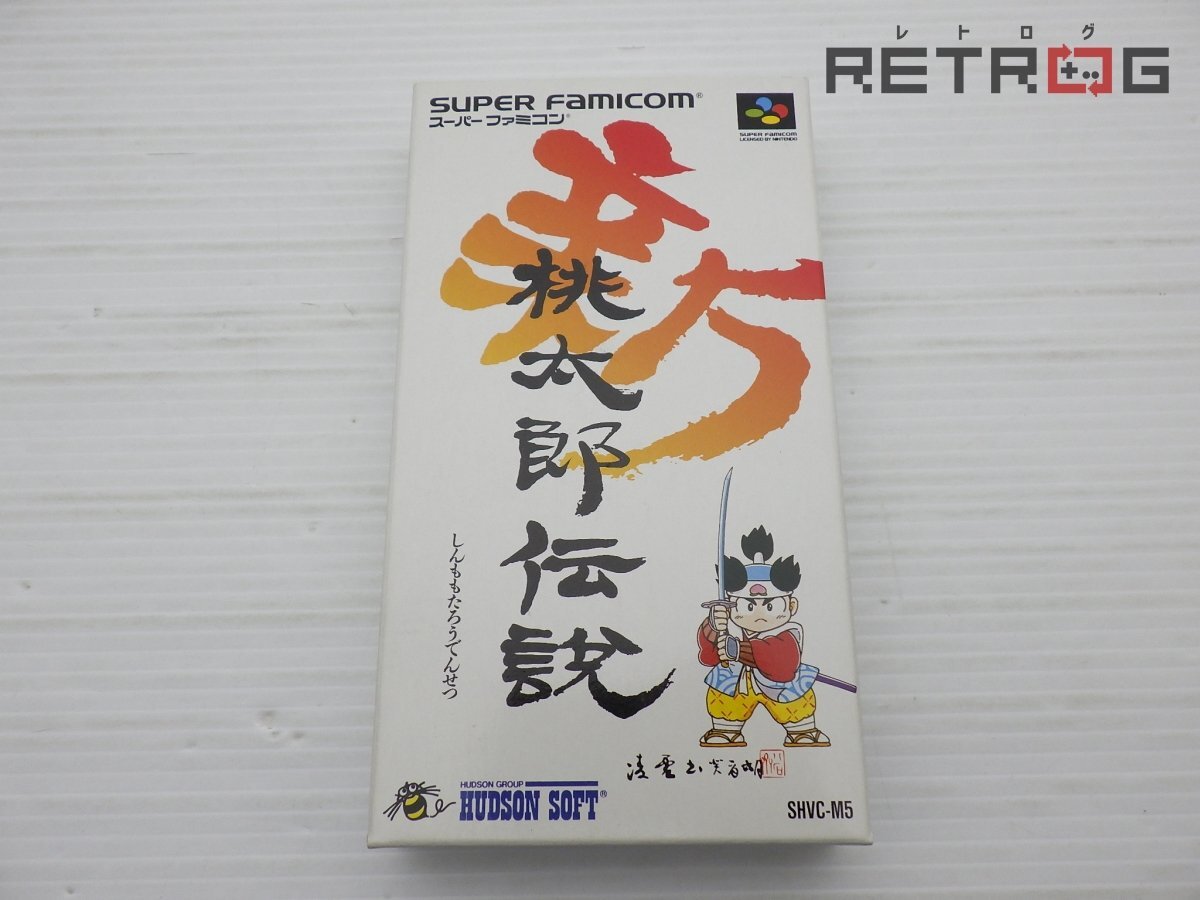 レトログ
RETROG
SUPER FAMICOM®
スーパーファミコン®
SUPER FAMICOM
LICENSED BY NINTENDO
新
桃太郎伝説
しんももたろうでんせつ
HUDSON GROUP
HUDSON SOFT®
SHVC-M5